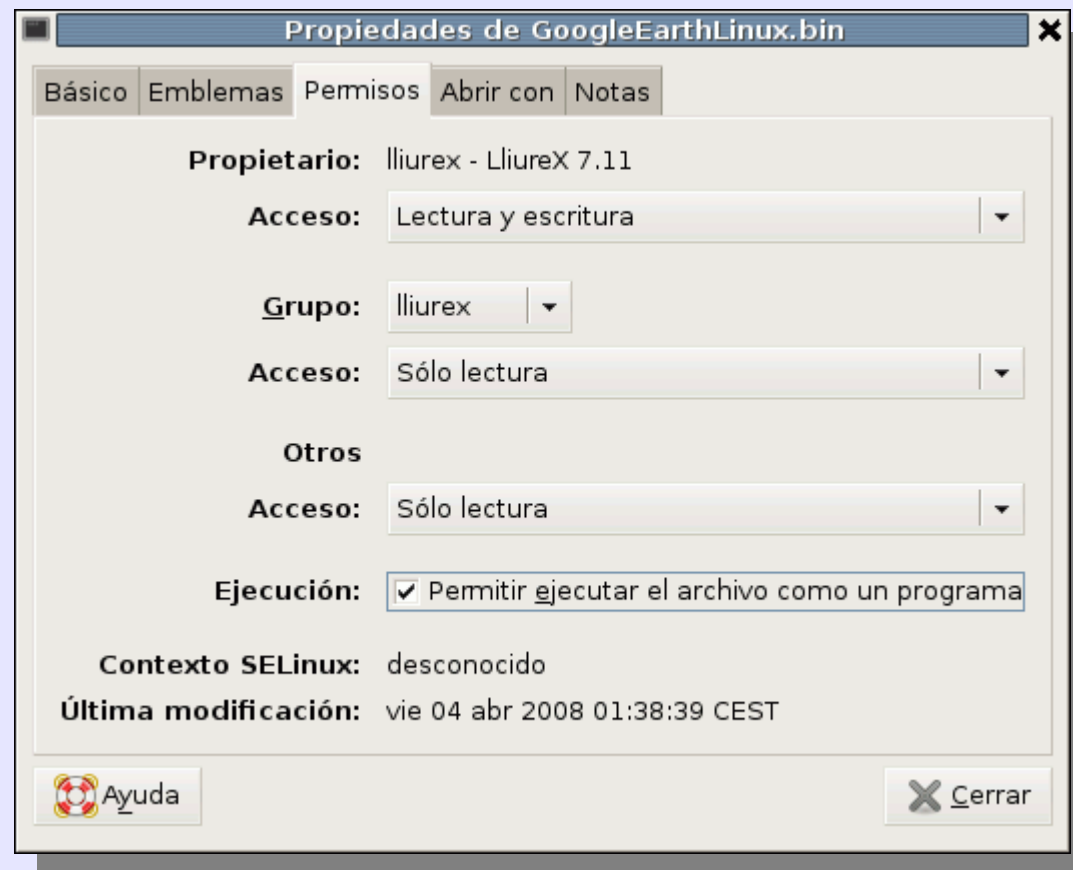 Propiedades de GoogleEarthLinux.bin
Básico Emblemas Permisos Abrir con Notas
Propietario: lliurex - LliureX 7.11
Acceso: Lectura y escritura
Grupo: lliurex
Acceso: Sólo lectura
Otros
Acceso: Sólo lectura
Ejecución: Permitir ejecutar el archivo como un programa
Contexto SELinux: desconocido
Última modificación: vie 04 abr 2008 01:38:39 CEST
Ayuda Cerrar